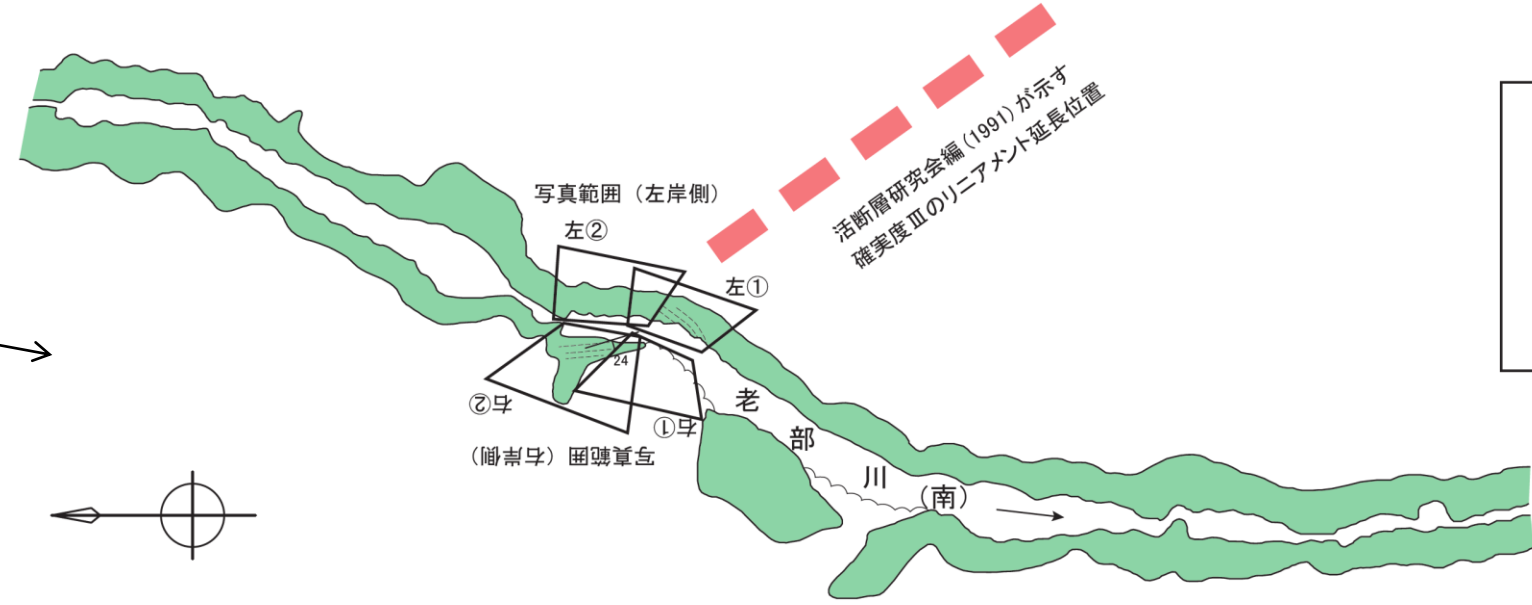 活断層研究会編(1991)が示す
確実度Ⅲのリニアメント延長位置
写真範囲(左岸側)
左②
左①
24
右②
右①
写真範囲(右岸側)
老部川(南)